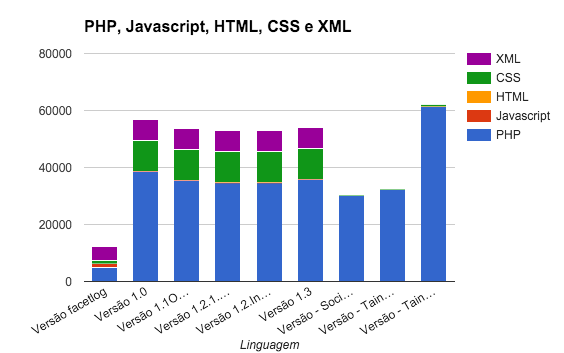 PHP, Javascript, HTML, CSS e XML
80000
60000
40000
20000
0
XML
CSS
HTML
Javascript
PHP
Versão facetlog
Versão 1.0
Versão 1.1O…
Versão 1.2.1.…
Versão 1.2.In…
Versão 1.3
Versão - Soci…
Versão - Tain…
Versão - Tain…
Linguagem